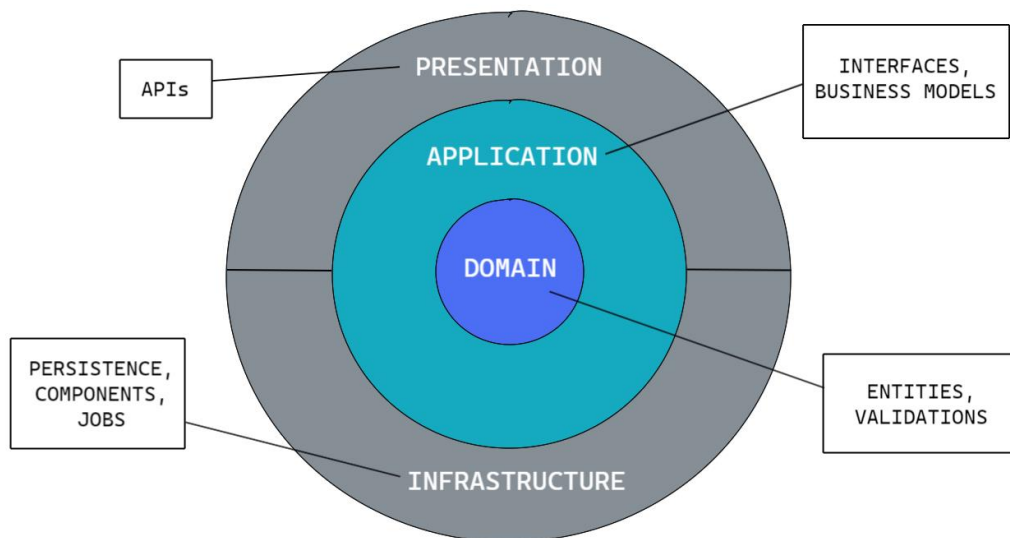 PRESENTATION
APIs
INTERFACES,
BUSINESS MODELS
APPLICATION
DOMAIN
PERSISTENCE,
COMPONENTS,
JOBS
ENTITIES,
VALIDATIONS
INFRASTRUCTURE